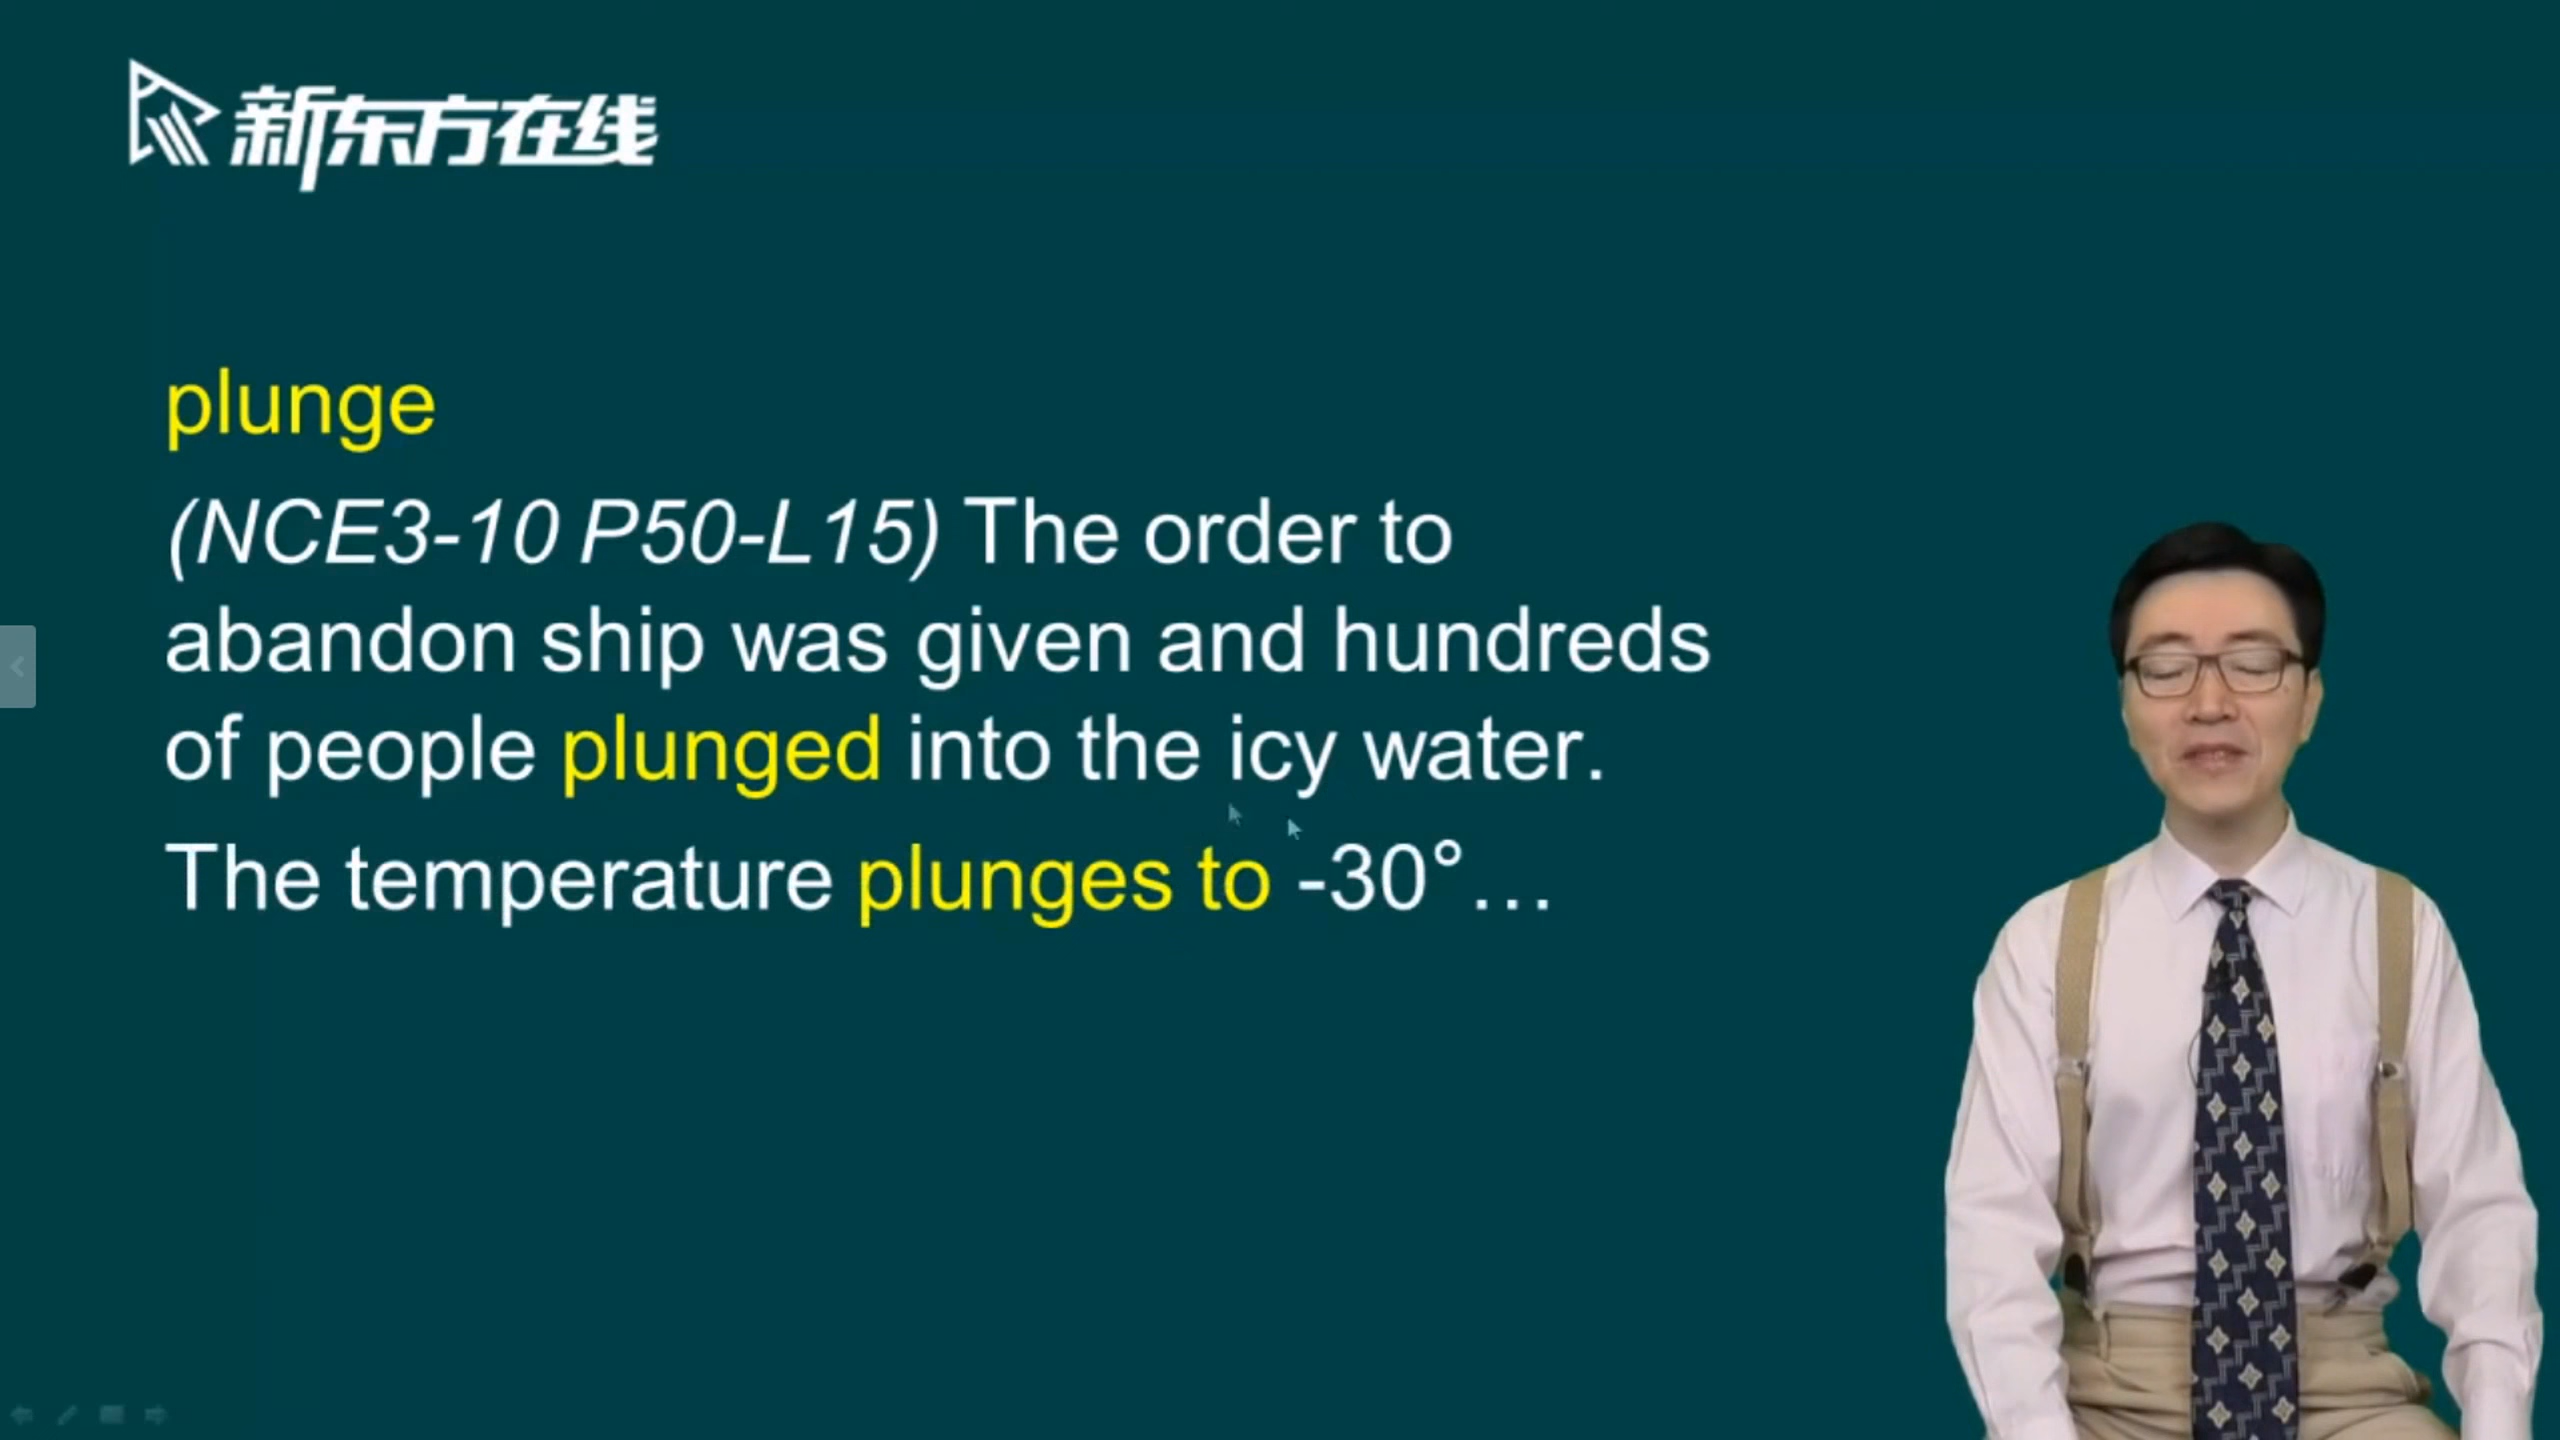 新东方在线
plunge
(NCE3-10 P50-L15) The order to
abandon ship was given and hundreds
of people plunged into the icy water.
The temperature plunges to -30°…